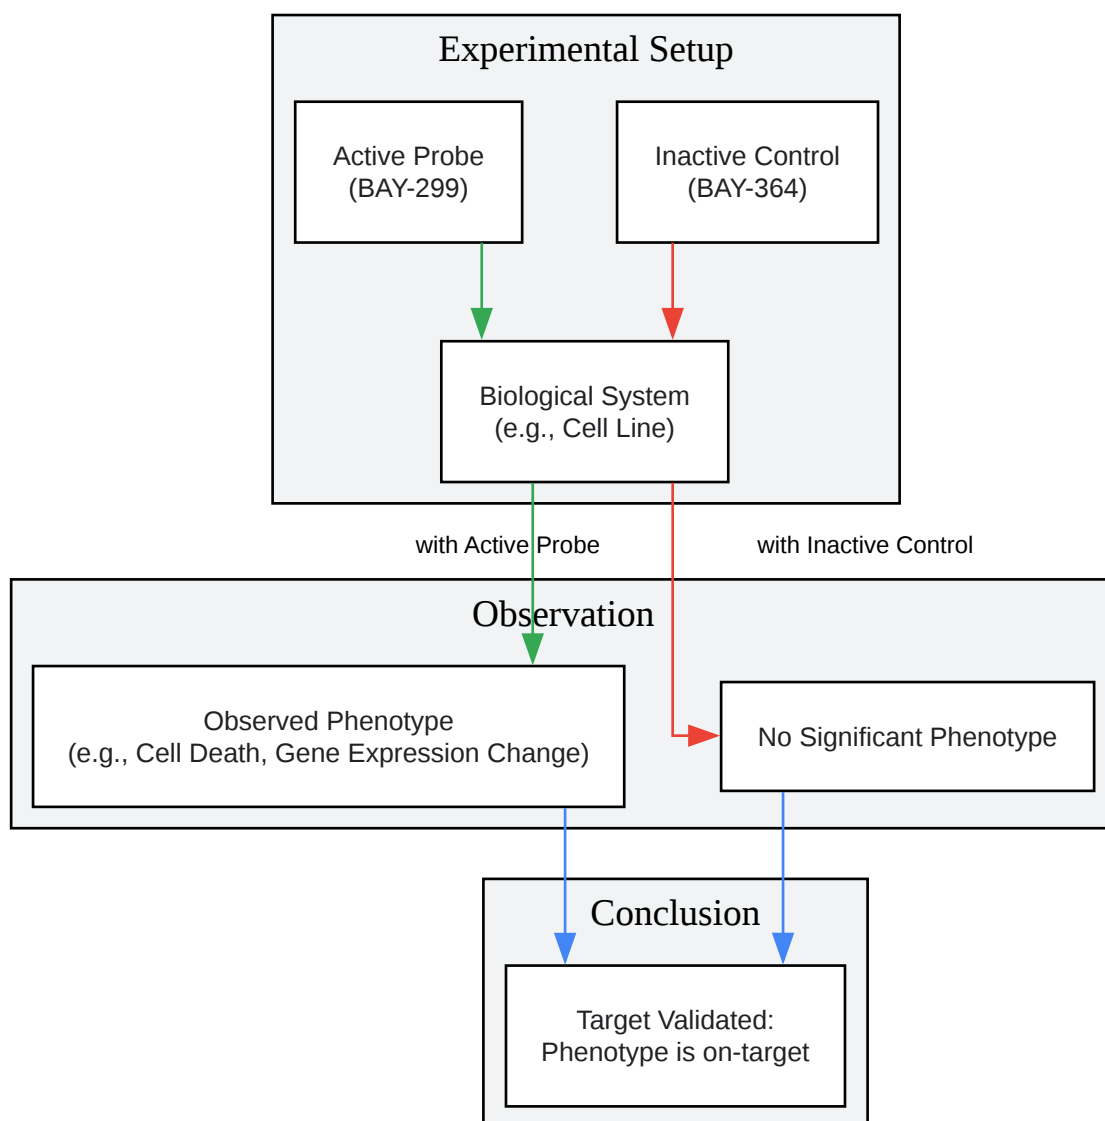 Experimental Setup
Active Probe
(BAY-299)
Inactive Control
(BAY-364)
Biological System
(e.g., Cell Line)
with Active Probe
with Inactive Control
Observation
Observed Phenotype
(e.g., Cell Death, Gene Expression Change)
No Significant Phenotype
Conclusion
Target Validated:
Phenotype is on-target